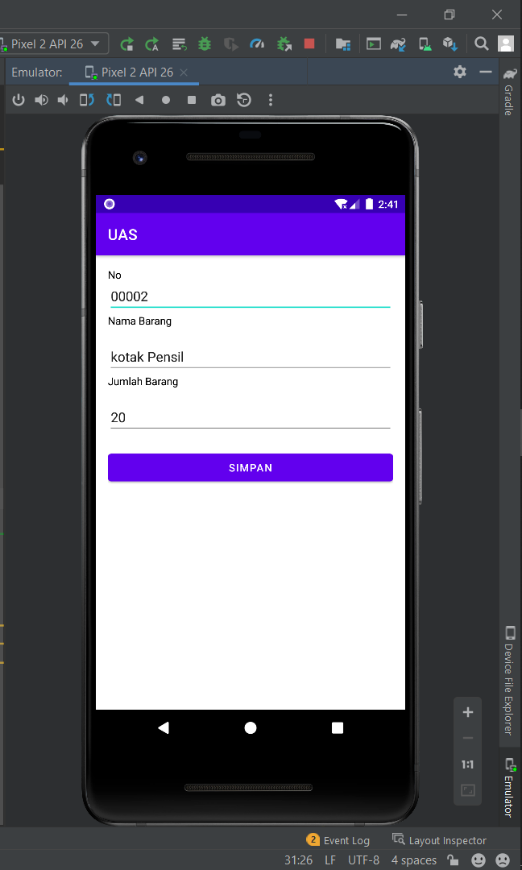 Pixel 2 API 26
Emulator:
Pixel 2 API 26
Gradle
2:41
UAS
No
00002
Nama Barang
kotak Pensil
Jumlah Barang
20
SIMPAN
1:1
Device File Explorer
Emulator
2 Event Log
Layout Inspector
31:26 LF UTF-8 4 spaces